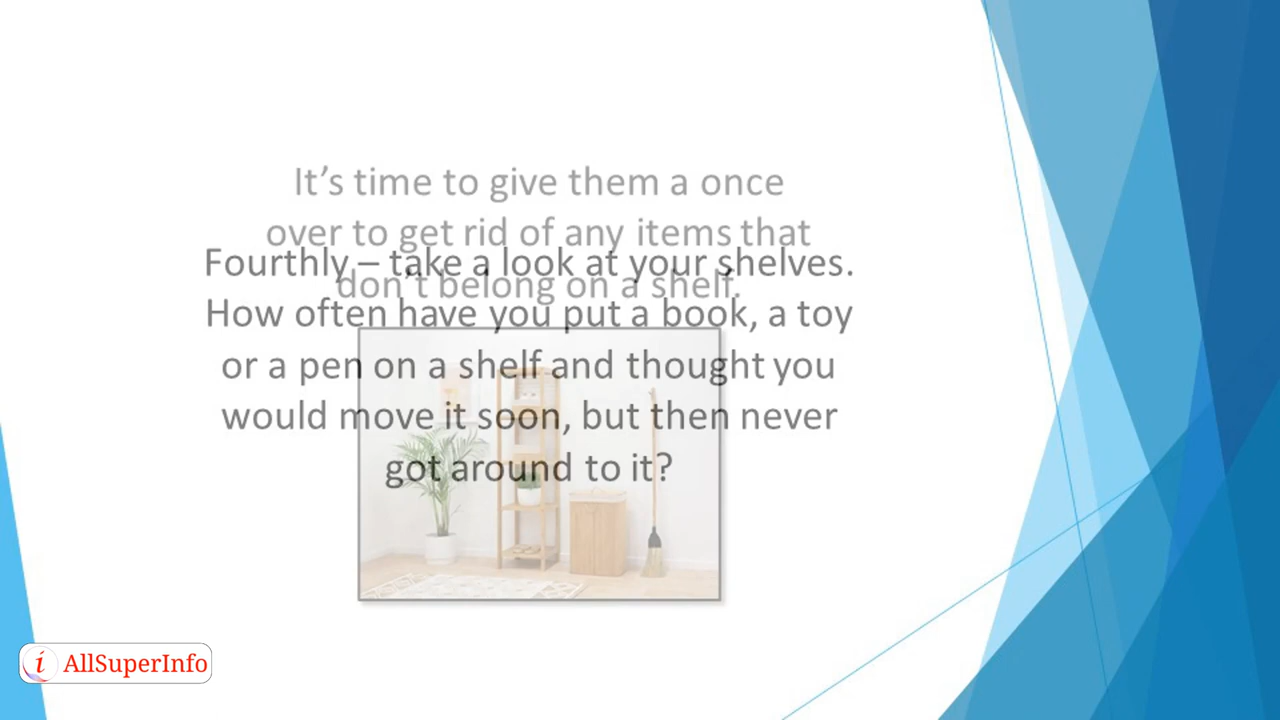 It’s time to give them a once
over to get rid of any items that
don’t belong on a shelf.
Fourthly – take a look at your shelves.
How often have you put a book, a toy
or a pen on a shelf and thought you
would move it soon, but then never
got around to it?
i AllSuperInfo